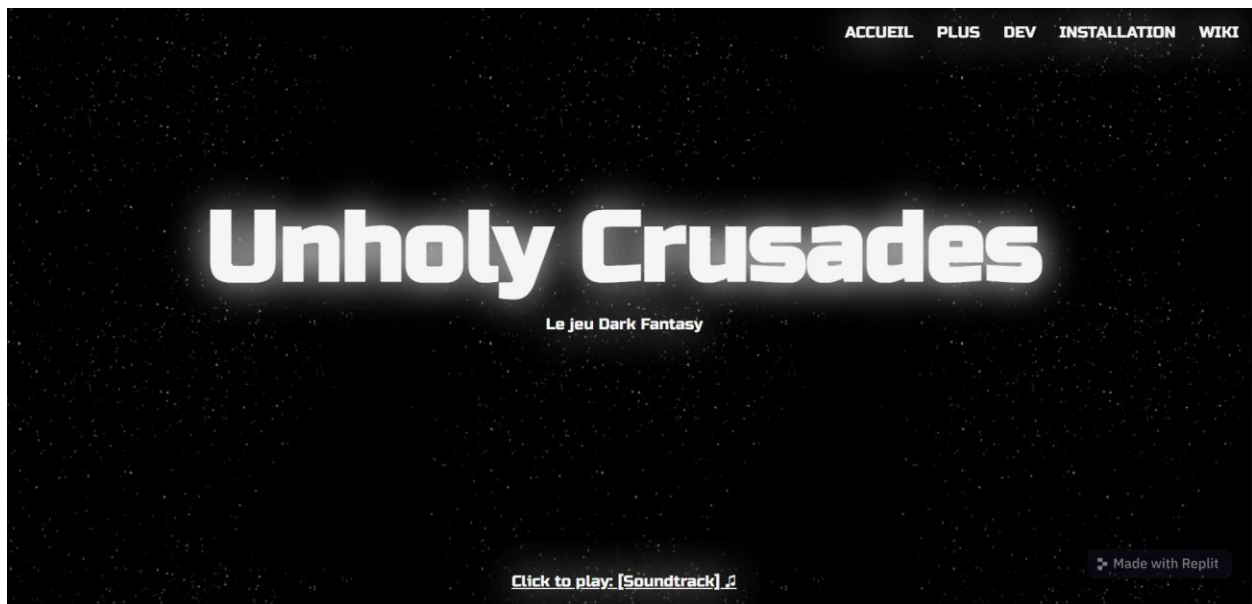 ACCUEIL PLUS DEV INSTALLATION WIKI
Unholy Crusades
Le jeu Dark Fantasy
Click to play: [Soundtrack] ♫
Made with Replit